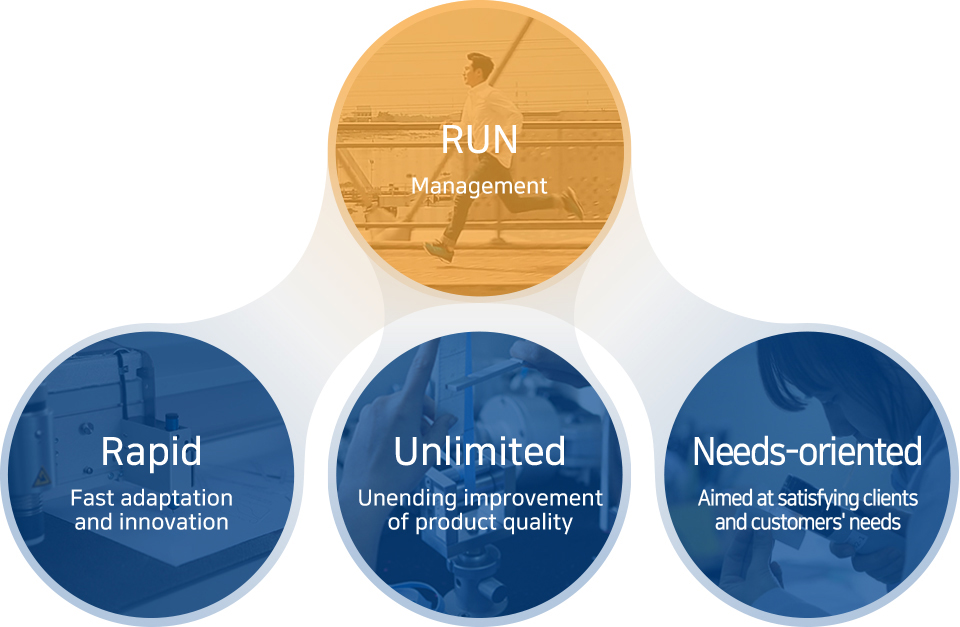 RUN
Management
Rapid
Fast adaptation
and innovation
Unlimited
Unending improvement
of product quality
Needs-oriented
Aimed at satisfying clients
and customers' needs